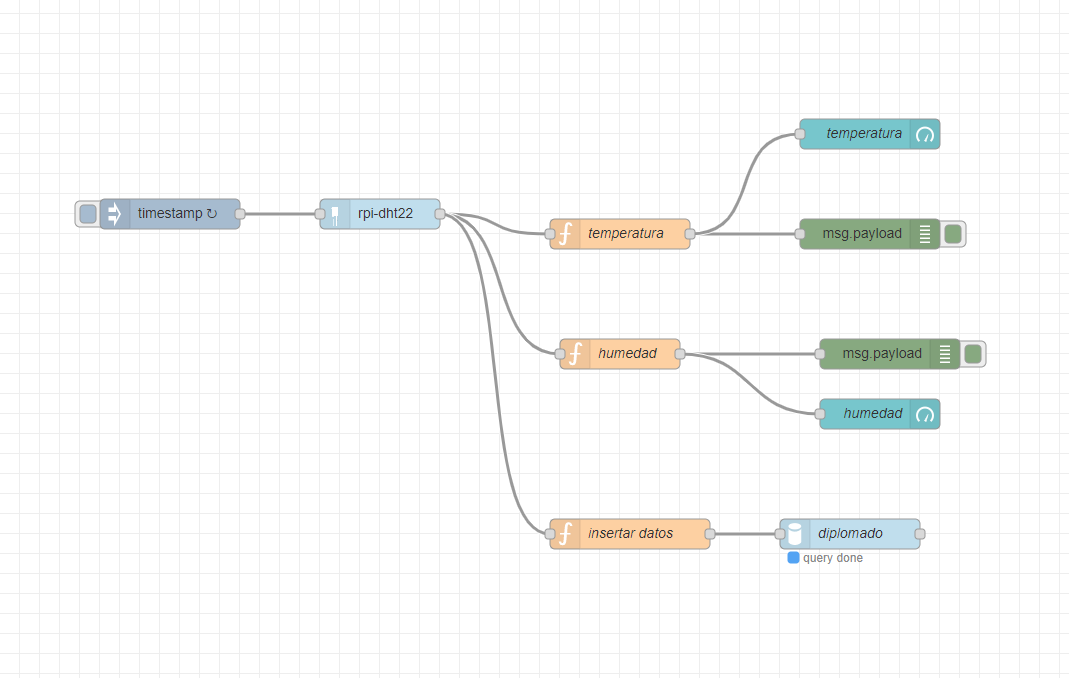 temperatura
timestamp ↻
rpi-dht22
temperatura
msg.payload
humedad
msg.payload
humedad
insertar datos
diplomado
query done